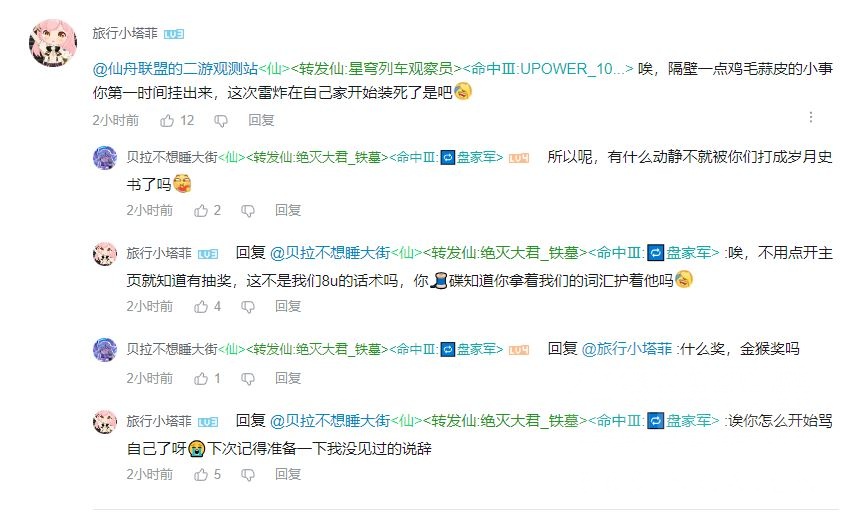 旅行小塔菲 LV3
@仙舟联盟的二游观测站<仙><转发仙:星穹列车观察员><命中Ⅲ:UPOWER_10...> 唉，隔壁一点鸡毛蒜皮的小事
你第一时间挂出来，这次雷炸在自己家开始装死了是吧
2小时前 12 回复
贝拉不想睡大街<仙><转发仙:绝灭大君_铁墓><命中Ⅲ:🔁盘家军> LV4 所以呢，有什么动静不就被你们打成岁月史
书了吗
2小时前 2 回复
旅行小塔菲 LV3 回复 @贝拉不想睡大街<仙><转发仙:绝灭大君_铁墓><命中Ⅲ:🔁盘家军> :唉，不用点开主
页就知道有抽奖，这不是我们8u的话术吗，你🧵碟知道你拿着我们的词汇护着他吗
2小时前 4 回复
贝拉不想睡大街<仙><转发仙:绝灭大君_铁墓><命中Ⅲ:🔁盘家军> LV4 回复 @旅行小塔菲 :什么奖，金猴奖吗
2小时前 1 回复
旅行小塔菲 LV3 回复 @贝拉不想睡大街<仙><转发仙:绝灭大君_铁墓><命中Ⅲ:🔁盘家军> :诶你怎么开始骂
自己了呀😭下次记得准备一下我没见过的说辞
2小时前 5 回复